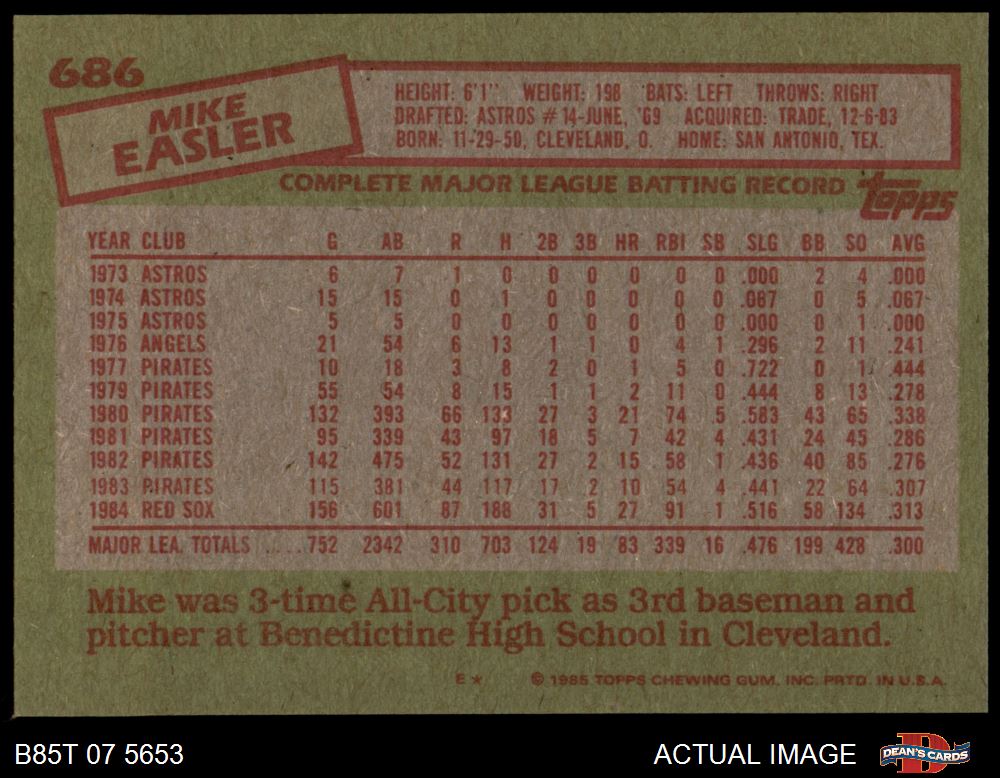 686
MIKE
EASLER
HEIGHT: 6'1" WEIGHT: 198 BATS: LEFT THROWS: RIGHT
DRAFTED: ASTROS #14-JUNE, '69 ACQUIRED: TRADE, 12-6-83
BORN: 11-29-50, CLEVELAND, O. HOME: SAN ANTONIO, TEX.
COMPLETE MAJOR LEAGUE BATTING RECORD topps
YEAR CLUB G AB R H 2B 3B HR RBI SB SLG BB SO AVG
1973 ASTROS 6 7 1 0 0 0 0 0 0 .000 2 4 .000
1974 ASTROS 15 15 0 1 0 0 0 0 0 .067 0 5 .067
1975 ASTROS 5 5 0 0 0 0 0 0 0 .000 0 1 .000
1976 ANGELS 21 54 6 13 1 1 0 4 1 .296 2 11 .241
1977 PIRATES 10 18 3 8 2 0 1 5 0 .722 0 1 .444
1979 PIRATES 55 54 8 15 1 1 2 11 0 .444 8 13 .278
1980 PIRATES 132 393 66 133 27 3 21 74 5 .583 43 65 .338
1981 PIRATES 95 339 43 97 18 5 7 42 4 .431 24 45 .286
1982 PIRATES 142 475 52 131 27 2 15 58 1 .436 40 85 .276
1983 PIRATES 115 381 44 117 17 2 10 54 4 .441 22 64 .307
1984 RED SOX 156 601 87 188 31 5 27 91 1 .516 58 134 .313
MAJOR LEA. TOTALS .....752 2342 310 703 124 19 83 339 16 .476 199 428 .300
Mike was 3-time All-City pick as 3rd baseman and
pitcher at Benedictine High School in Cleveland.
E★ © 1985 TOPPS CHEWING GUM, INC. PRTD. IN U.S.A.
B85T 07 5653 ACTUAL IMAGE DEAN'S CARDS